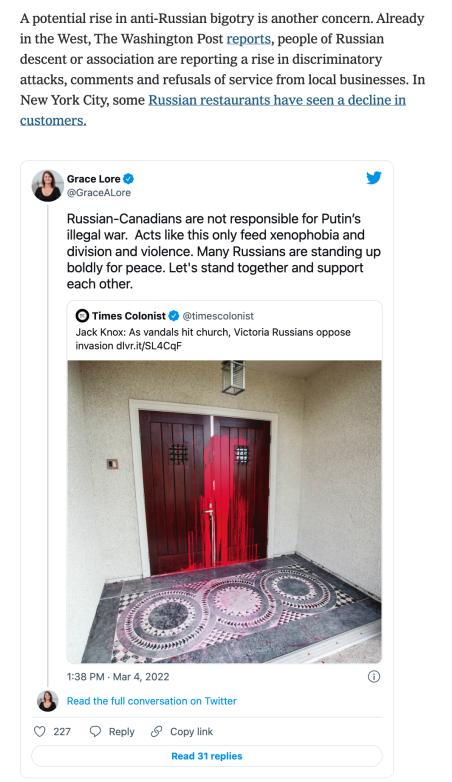 A potential rise in anti-Russian bigotry is another concern. Already
in the West, The Washington Post reports, people of Russian
descent or association are reporting a rise in discriminatory
attacks, comments and refusals of service from local businesses. In
New York City, some Russian restaurants have seen a decline in
customers.
Grace Lore
@GraceALore
Russian-Canadians are not responsible for Putin's
illegal war. Acts like this only feed xenophobia and
division and violence. Many Russians are standing up
boldly for peace. Let's stand together and support
each other.
Times Colonist @timescolonist
Jack Knox: As vandals hit church, Victoria Russians oppose
invasion dlvr.it/SL4CqF
1:38 PM · Mar 4, 2022
Read the full conversation on Twitter
227 Reply Copy link
Read 31 replies